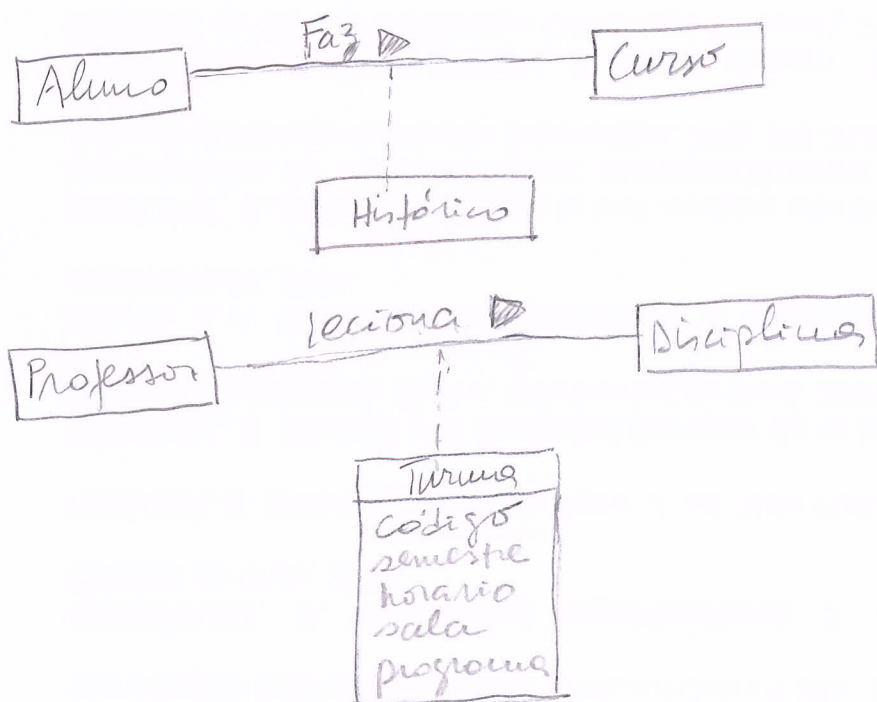 Faz
Aluno
Curso
Histórico
leciona
Professor
Disciplina
Turma
código
semestre
horario
sala
programa